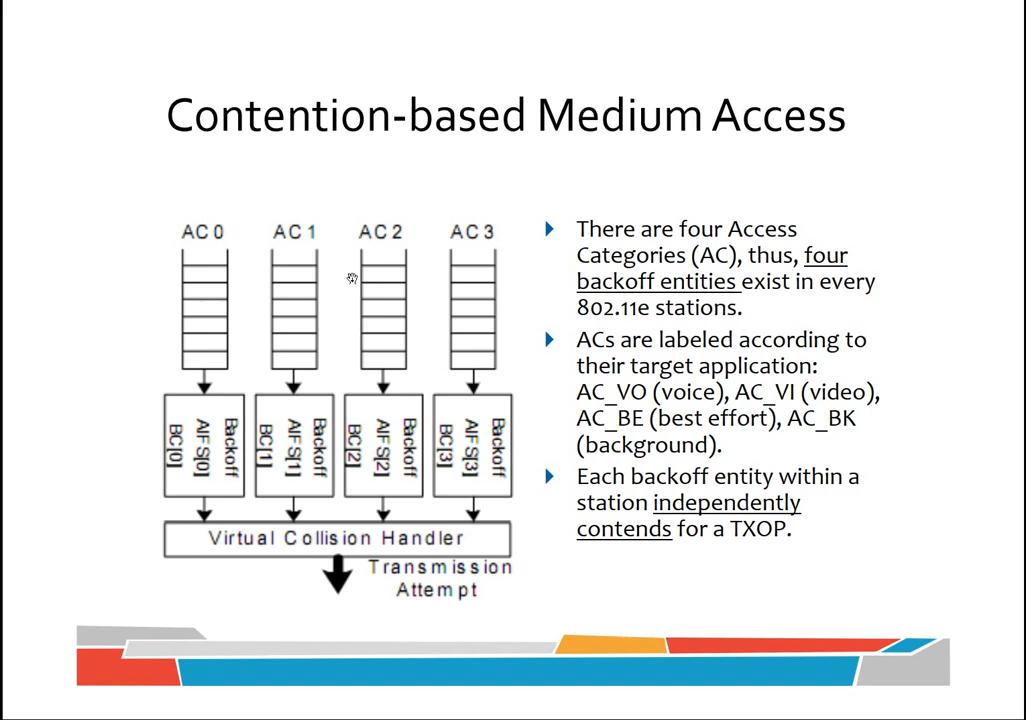 Contention-based Medium Access
AC 0 AC 1 AC 2 AC 3
Backoff
AIFS[0]
BC[0]
Backoff
AIFS[1]
BC[1]
Backoff
AIFS[2]
BC[2]
Backoff
AIFS[3]
BC[3]
Virtual Collision Handler
Transmission
Attempt
There are four Access
Categories (AC), thus, four
backoff entities exist in every
802.11e stations.
ACs are labeled according to
their target application:
AC_VO (voice), AC_VI (video),
AC_BE (best effort), AC_BK
(background).
Each backoff entity within a
station independently
contends for a TXOP.